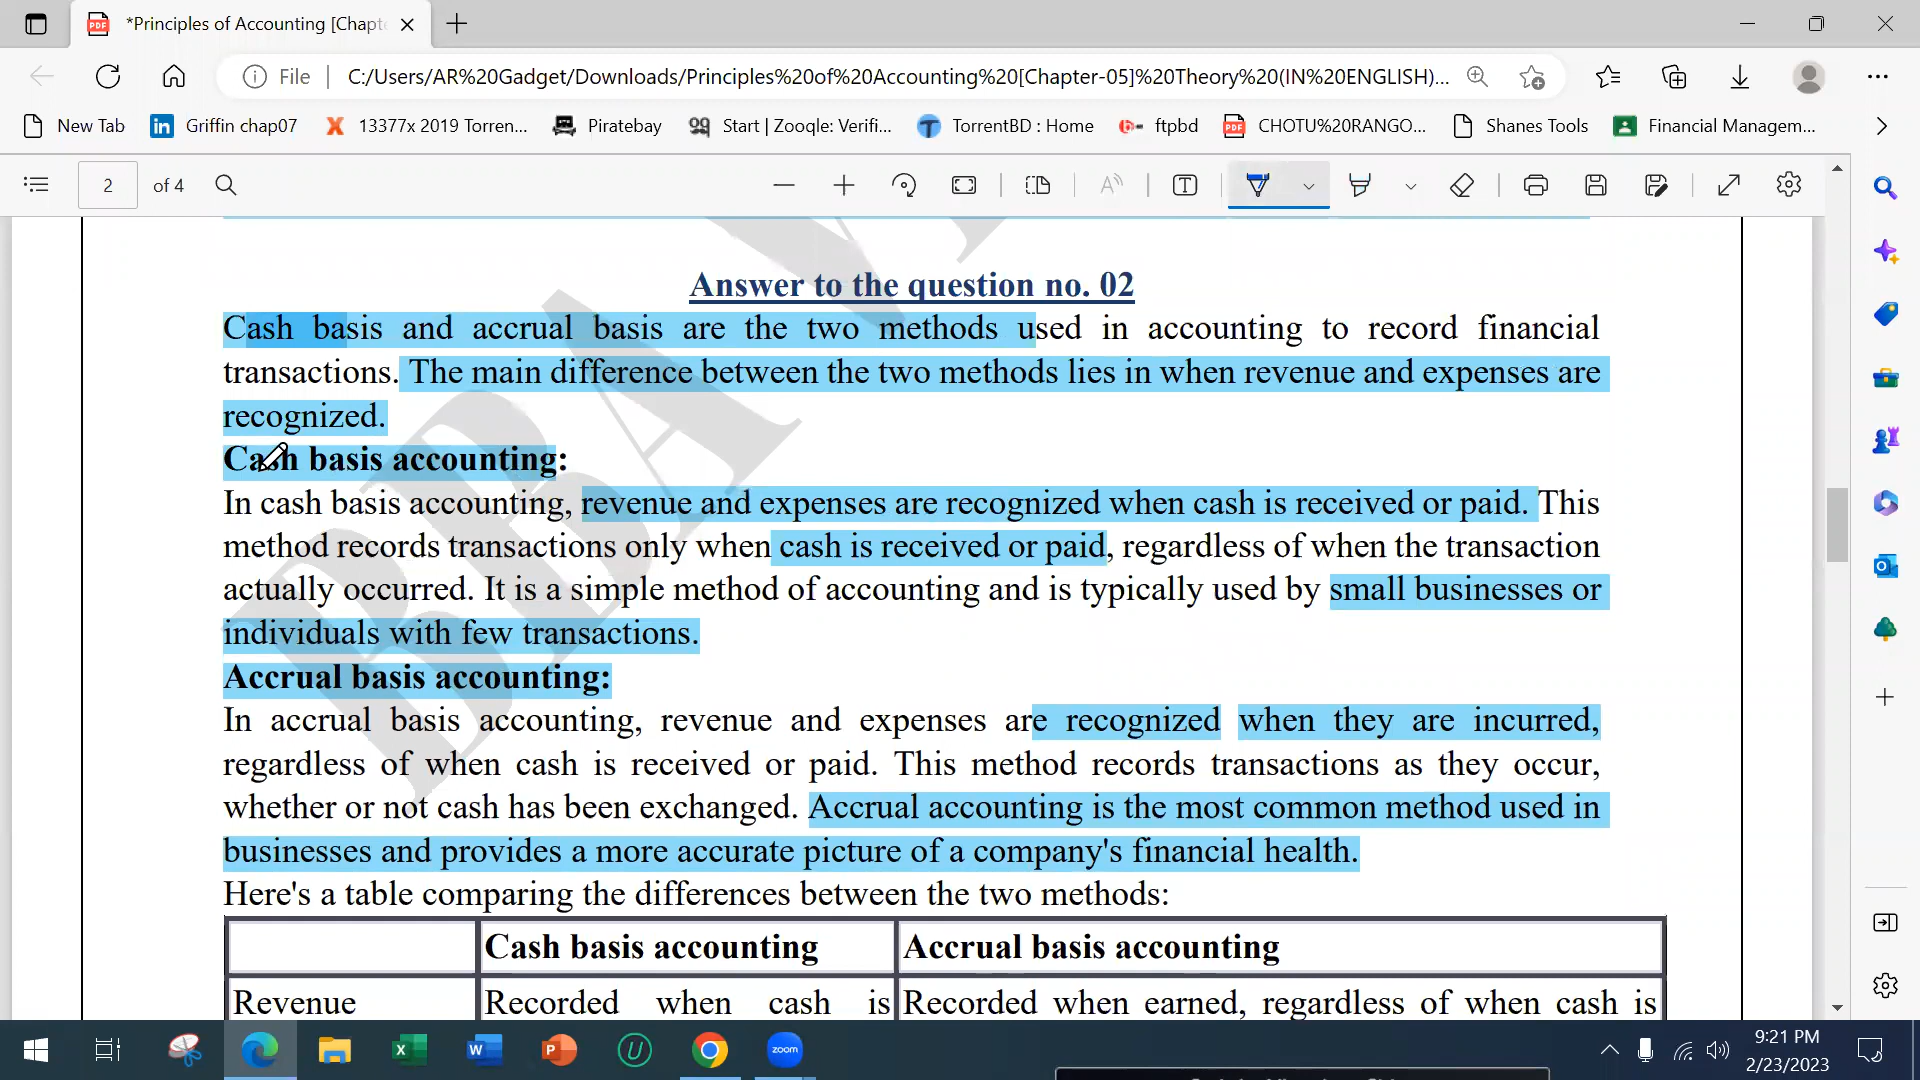 *Principles of Accounting [Chapte
File
C:/Users/AR%20Gadget/Downloads/Principles%20of%20Accounting%20[Chapter-05]%20Theory%20(IN%20ENGLISH)...
New Tab
Griffin chap07
13377x 2019 Torren...
Piratebay
Start | Zooqle: Verifi...
TorrentBD : Home
ftpbd
CHOTU%20RANGO...
Shanes Tools
Financial Managem...
2 of 4
Answer to the question no. 02
Cash basis and accrual basis are the two methods used in accounting to record financial
transactions. The main difference between the two methods lies in when revenue and expenses are
recognized.
Cash basis accounting:
In cash basis accounting, revenue and expenses are recognized when cash is received or paid. This
method records transactions only when cash is received or paid, regardless of when the transaction
actually occurred. It is a simple method of accounting and is typically used by small businesses or
individuals with few transactions.
Accrual basis accounting:
In accrual basis accounting, revenue and expenses are recognized when they are incurred,
regardless of when cash is received or paid. This method records transactions as they occur,
whether or not cash has been exchanged. Accrual accounting is the most common method used in
businesses and provides a more accurate picture of a company's financial health.
Here's a table comparing the differences between the two methods:
Cash basis accounting
Accrual basis accounting
Revenue
Recorded when cash is
Recorded when earned, regardless of when cash is
zoom
9:21 PM
2/23/2023